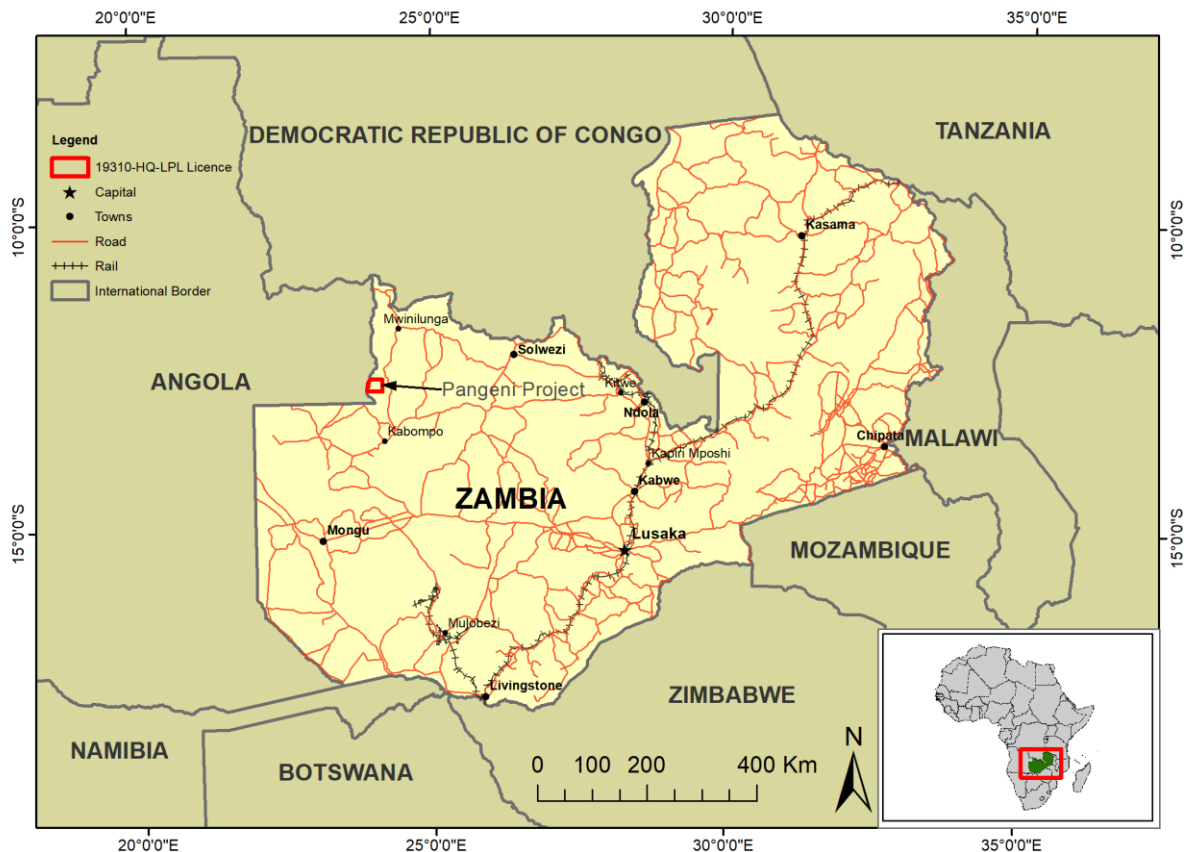 20°0'0"E 25°0'0"E 30°0'0"E 35°0'0"E
DEMOCRATIC REPUBLIC OF CONGO
TANZANIA
Legend
19310-HQ-LPL Licence
Capital
Towns
Road
Rail
International Border
10°0'0"S
10°0'0"S
Kasama
Mwinilunga
Solwezi
ANGOLA
Pangeni Project
Kitwe
Ndola
Kabompo
Chipata
MALAWI
Kapiri Mposhi
Kabwe
ZAMBIA
Mongu
Lusaka
15°0'0"S
15°0'0"S
MOZAMBIQUE
Mulobezi
Livingstone
ZIMBABWE
NAMIBIA
BOTSWANA
N
0 100 200 400 Km
20°0'0"E 25°0'0"E 30°0'0"E 35°0'0"E